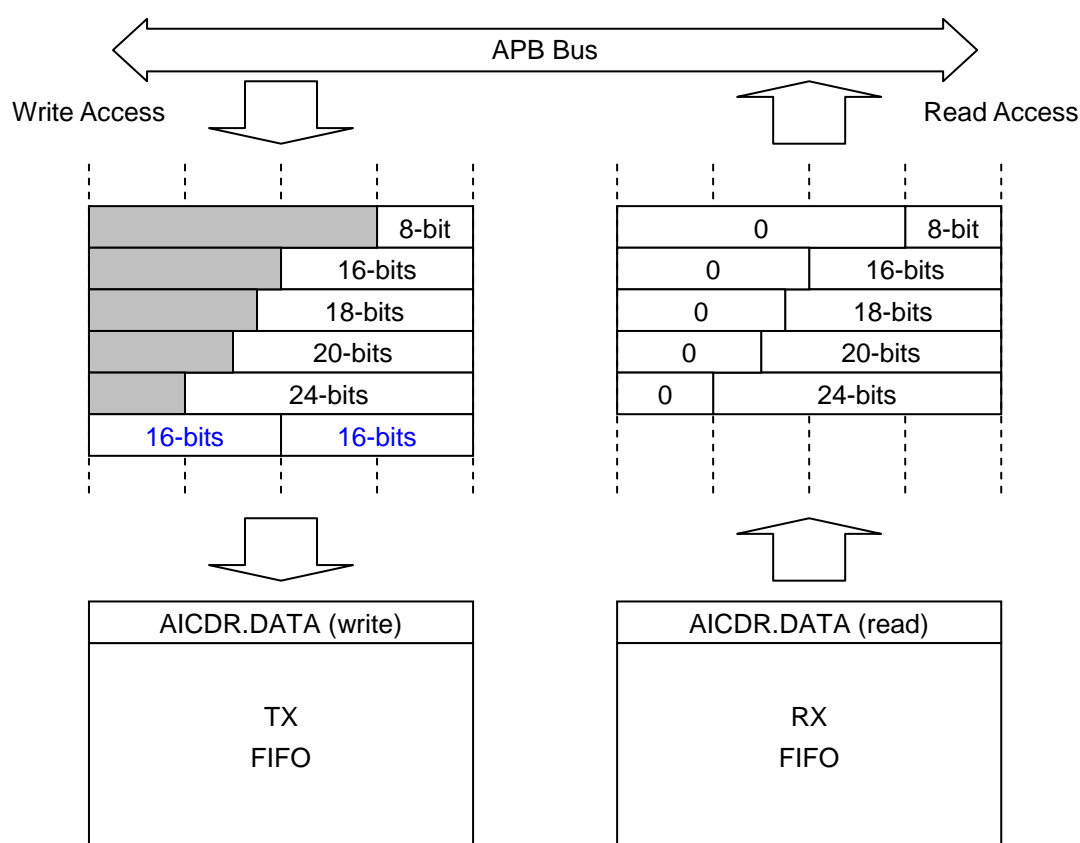 APB Bus
Write Access
Read Access
8-bit
16-bits
18-bits
20-bits
24-bits
16-bits 16-bits
0 8-bit
0 16-bits
0 18-bits
0 20-bits
0 24-bits
AICDR.DATA (write)
TX
FIFO
AICDR.DATA (read)
RX
FIFO